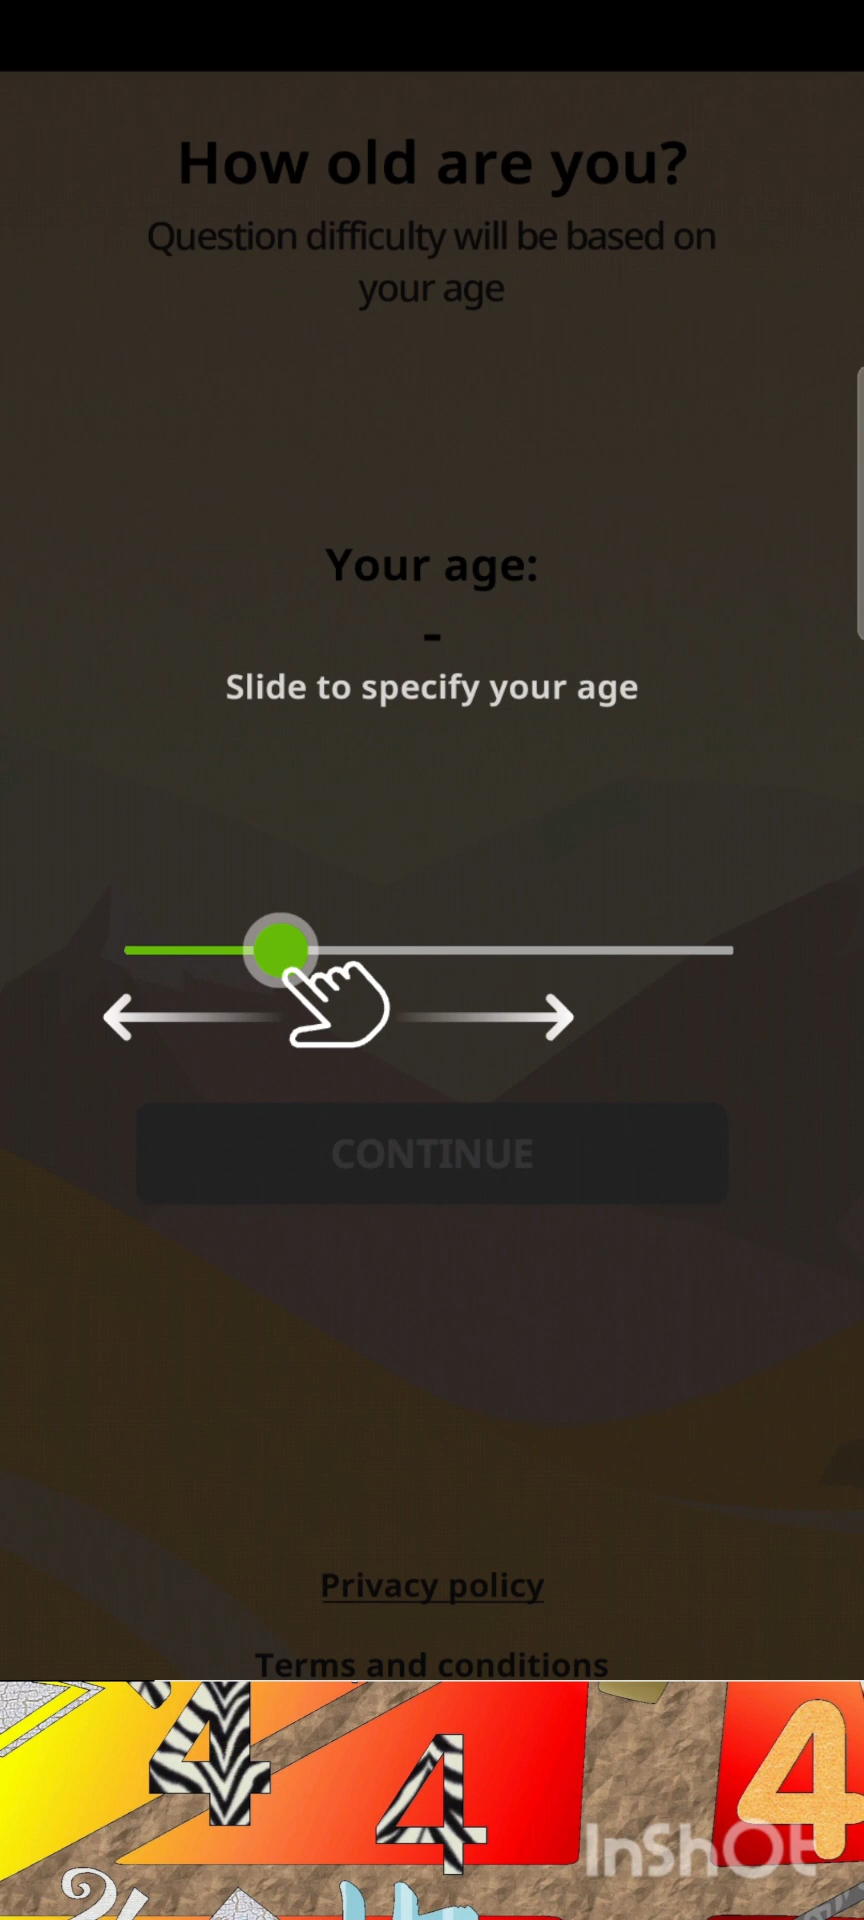 How old are you?
Question difficulty will be based on
your age
Your age:
-
Slide to specify your age
CONTINUE
Privacy policy
Terms and conditions
4
4
4
InShOt